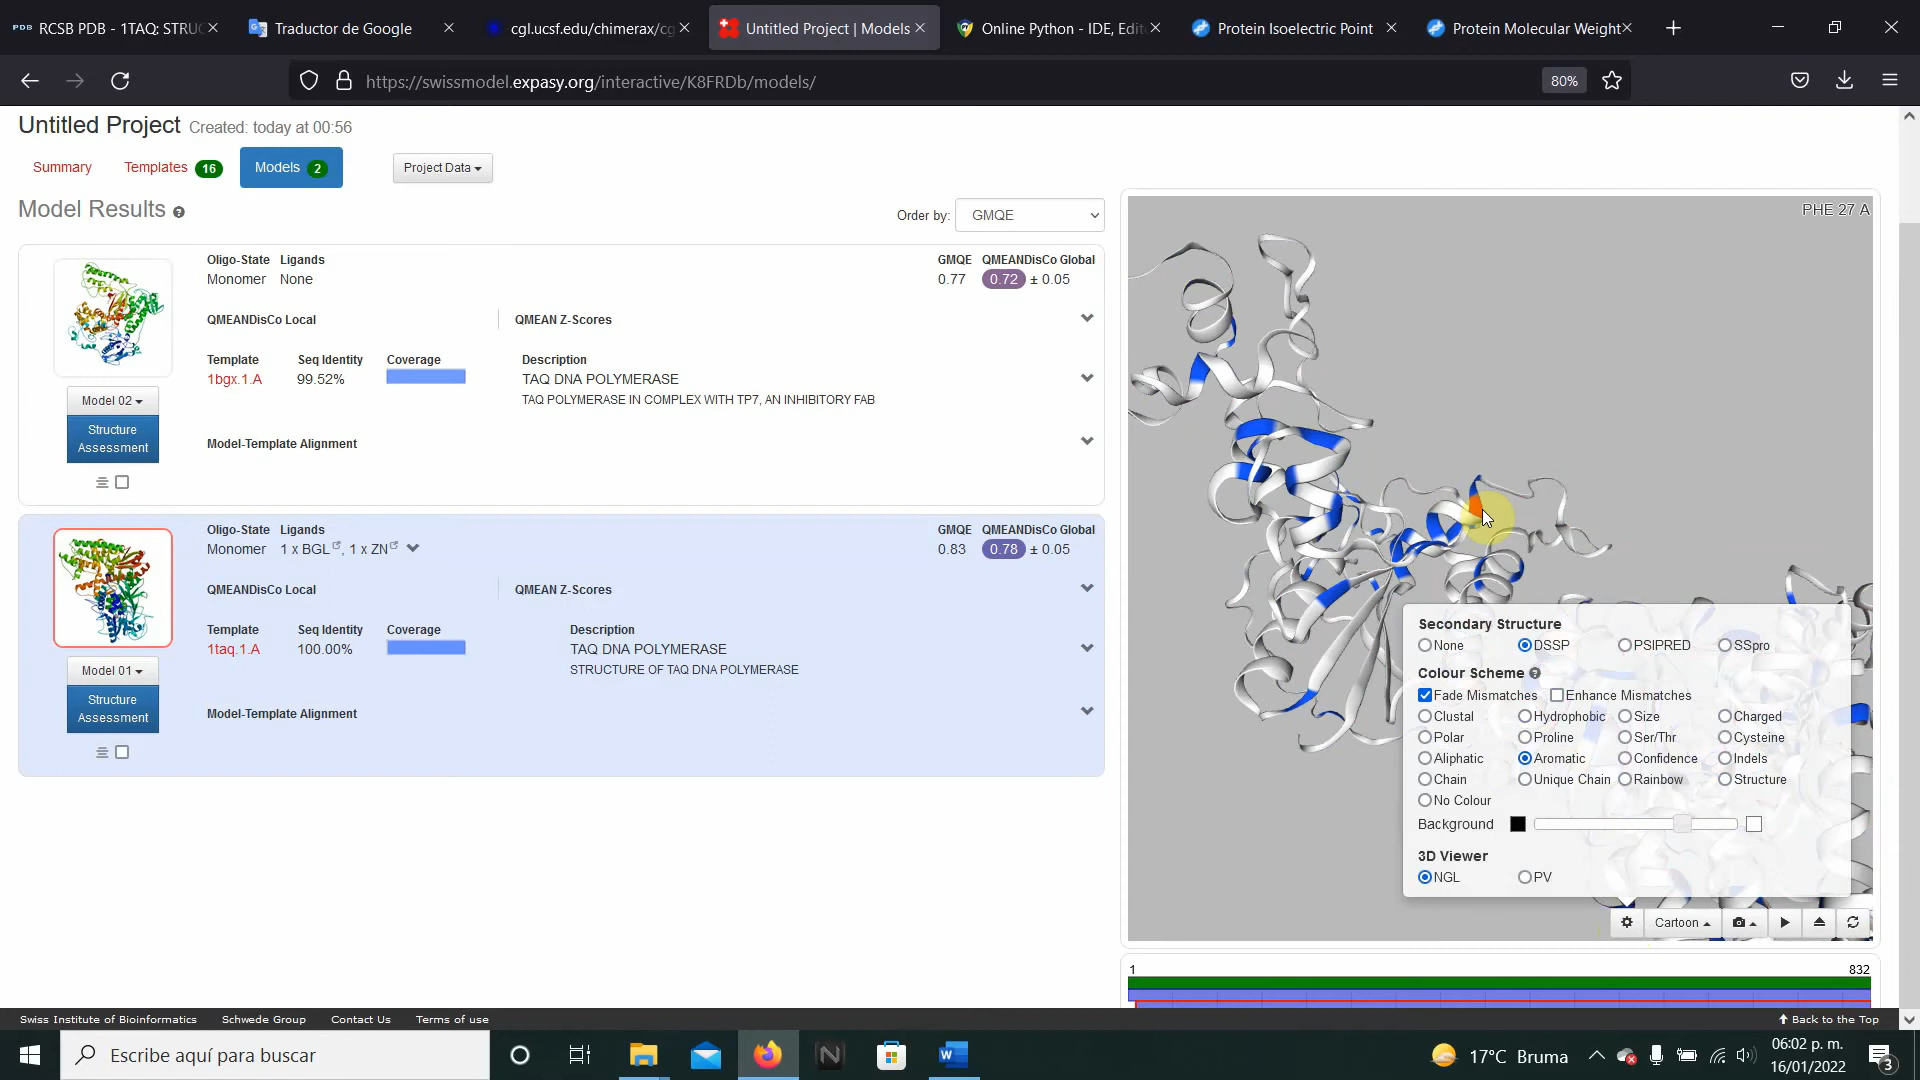 RCSB PDB - 1TAQ: STRUC
Traductor de Google
cgl.ucsf.edu/chimerax/cg
Untitled Project | Models
Online Python - IDE, Edit
Protein Isoelectric Point
Protein Molecular Weight
https://swissmodel.expasy.org/interactive/K8FRDb/models/
80%
Untitled Project Created: today at 00:56
Summary Templates 16 Models 2 Project Data
Model Results
Order by: GMQE
Oligo-State Ligands GMQE QMEANDisCo Global
Monomer None 0.77 0.72 ± 0.05
QMEANDisCo Local QMEAN Z-Scores
Template Seq Identity Coverage Description
1bgx.1.A 99.52% TAQ DNA POLYMERASE
TAQ POLYMERASE IN COMPLEX WITH TP7, AN INHIBITORY FAB
Model 02
Structure
Assessment
Model-Template Alignment
Oligo-State Ligands GMQE QMEANDisCo Global
Monomer 1 x BGL, 1 x ZN 0.83 0.78 ± 0.05
QMEANDisCo Local QMEAN Z-Scores
Template Seq Identity Coverage Description
1taq.1.A 100.00% TAQ DNA POLYMERASE
STRUCTURE OF TAQ DNA POLYMERASE
Model 01
Structure
Assessment
Model-Template Alignment
PHE 27 A
Secondary Structure
None DSSP PSIPRED SSpro
Colour Scheme
Fade Mismatches Enhance Mismatches
Clustal Hydrophobic Size Charged
Polar Proline Ser/Thr Cysteine
Aliphatic Aromatic Confidence Indels
Chain Unique Chain Rainbow Structure
No Colour
Background
3D Viewer
NGL PV
Cartoon
1 832
Swiss Institute of Bioinformatics Schwede Group Contact Us Terms of use Back to the Top
Escribe aquí para buscar
17°C Bruma
06:02 p. m.
16/01/2022
3